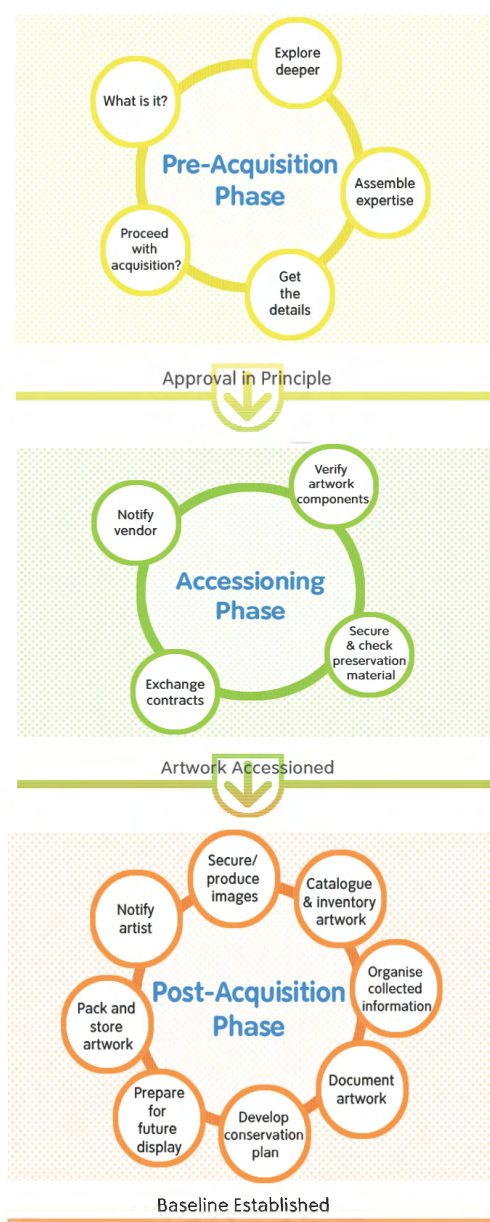 What is it?
Explore
deeper
Assemble
expertise
Get
the
details
Proceed
with
acquisition?
Pre-Acquisition
Phase
Approval in Principle
Notify
vendor
Verify
artwork
components
Secure
& check
preservation
material
Exchange
contracts
Accessioning
Phase
Artwork Accessioned
Notify
artist
Secure/
produce
images
Catalogue
& inventory
artwork
Organise
collected
information
Document
artwork
Develop
conservation
plan
Prepare
for
future
display
Pack and
store
artwork
Post-Acquisition
Phase
Baseline Established